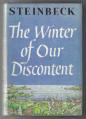 STEINBECK
The Winter
of Our
Discontent